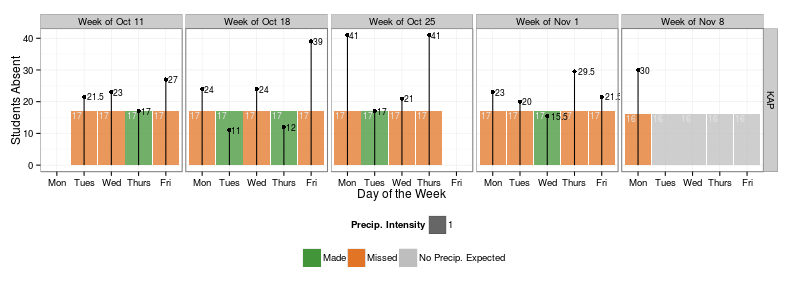 Week of Oct 11 Week of Oct 18 Week of Oct 25 Week of Nov 1 Week of Nov 8
Students Absent
40
30
20
10
0
21.5 23 17 27
17 17 17 17
24 11 24 12 39
17 17 17 17 17
41 17 21 41
17 17 17 17
23 20 15.5 29.5 21.5
17 17 17 17 17
30
16 16 16 16 16
KAP
Mon Tues Wed Thurs Fri Mon Tues Wed Thurs Fri Mon Tues Wed Thurs Fri Mon Tues Wed Thurs Fri Mon Tues Wed Thurs Fri
Day of the Week
Precip. Intensity 1
Made Missed No Precip. Expected